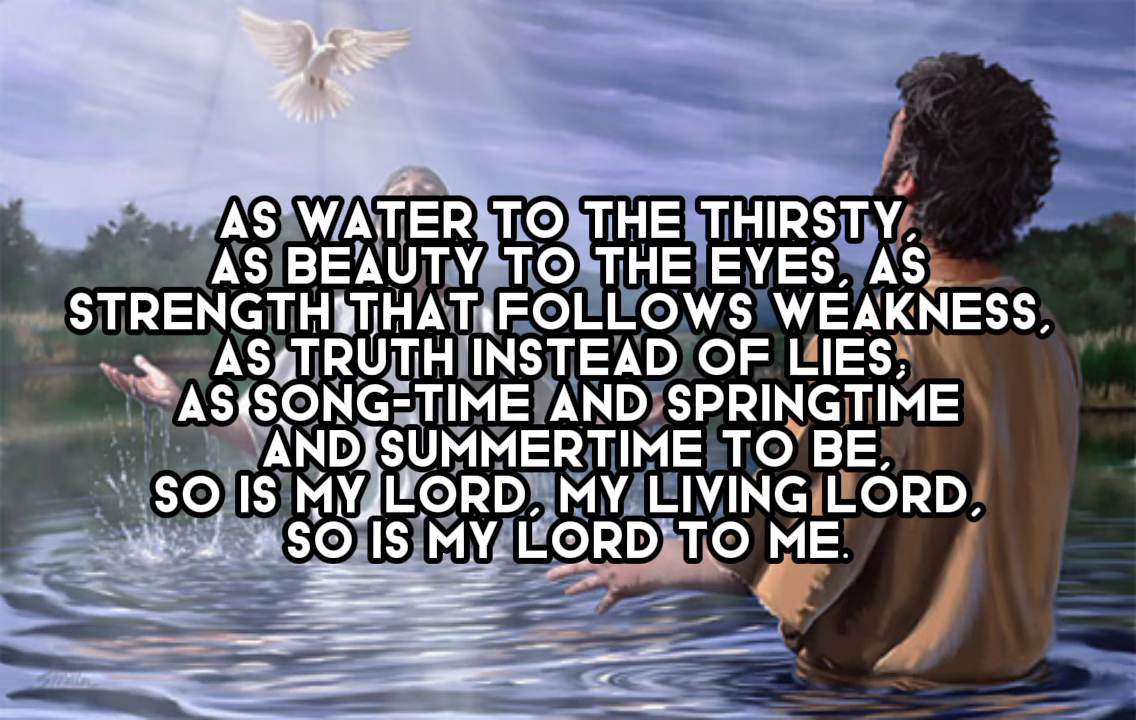 AS WATER TO THE THIRSTY,
AS BEAUTY TO THE EYES, AS
STRENGTH THAT FOLLOWS WEAKNESS,
AS TRUTH INSTEAD OF LIES;
AS SONG-TIME AND SPRINGTIME
AND SUMMERTIME TO BE,
SO IS MY LORD, MY LIVING LORD,
SO IS MY LORD TO ME.